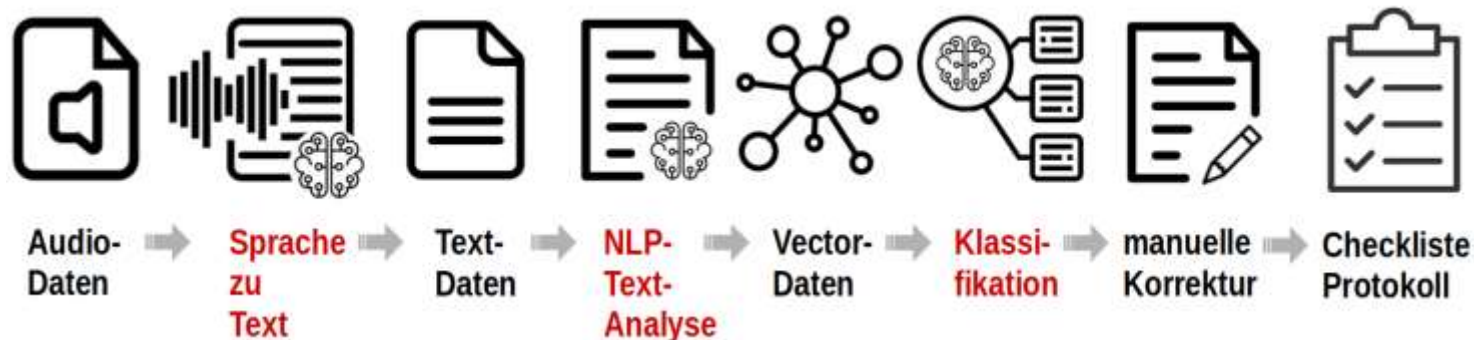 Audio-
Daten
Sprache
zu
Text
Text-
Daten
NLP-
Text-
Analyse
Vector-
Daten
Klassi-
fikation
manuelle
Korrektur
Checkliste
Protokoll